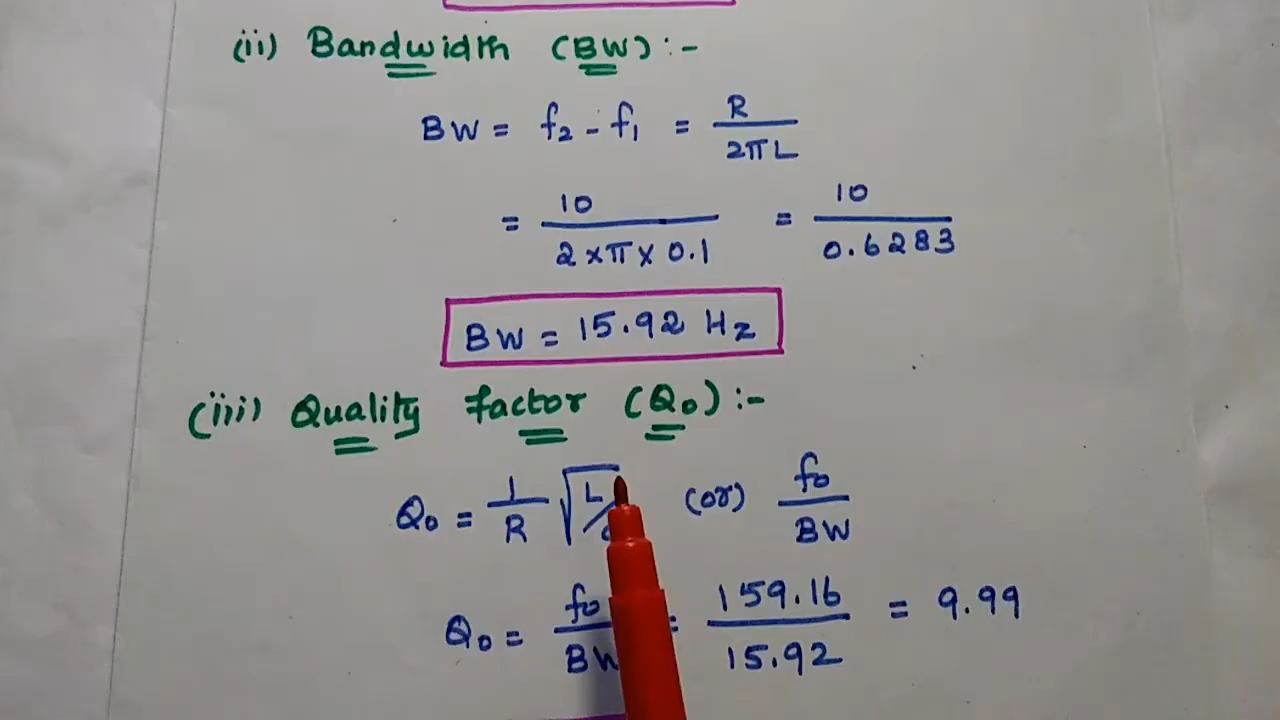 (ii) Bandwidth (BW) :-
BW = f₂ - f₁ = R / 2πL
= 10 / 2×π×0.1 = 10 / 0.6283
BW = 15.92 Hz
(iii) Quality factor (Q₀) :-
Q₀ = 1/R √L/ (or) f₀ / BW
Q₀ = f₀ / BW = 159.16 / 15.92 = 9.99